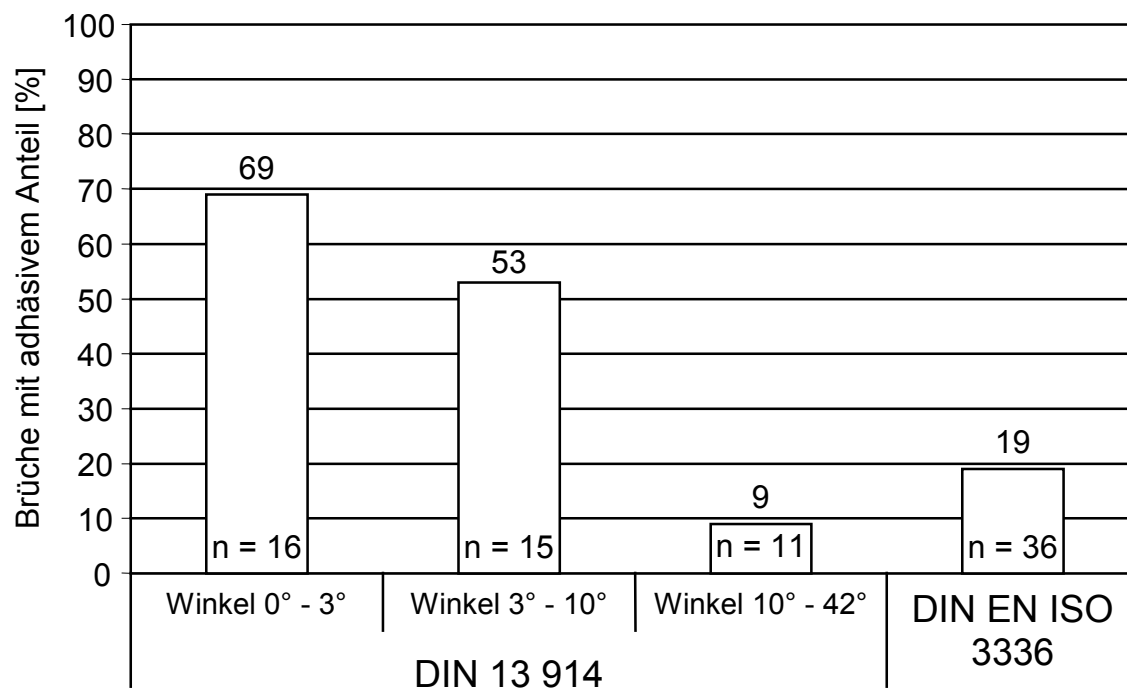 Brüche mit adhäsivem Anteil [%]
100
90
80
70
60
50
40
30
20
10
0
69
53
9
19
n = 16
n = 15
n = 11
n = 36
Winkel 0° - 3°
Winkel 3° - 10°
Winkel 10° - 42°
DIN 13 914
DIN EN ISO
3336